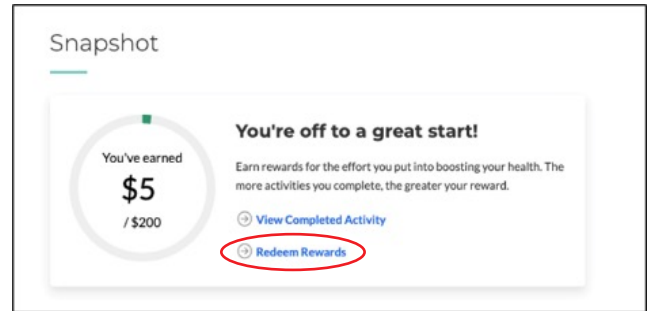 Snapshot
You've earned
$5
/ $200
You're off to a great start!
Earn rewards for the effort you put into boosting your health. The
more activities you complete, the greater your reward.
View Completed Activity
Redeem Rewards